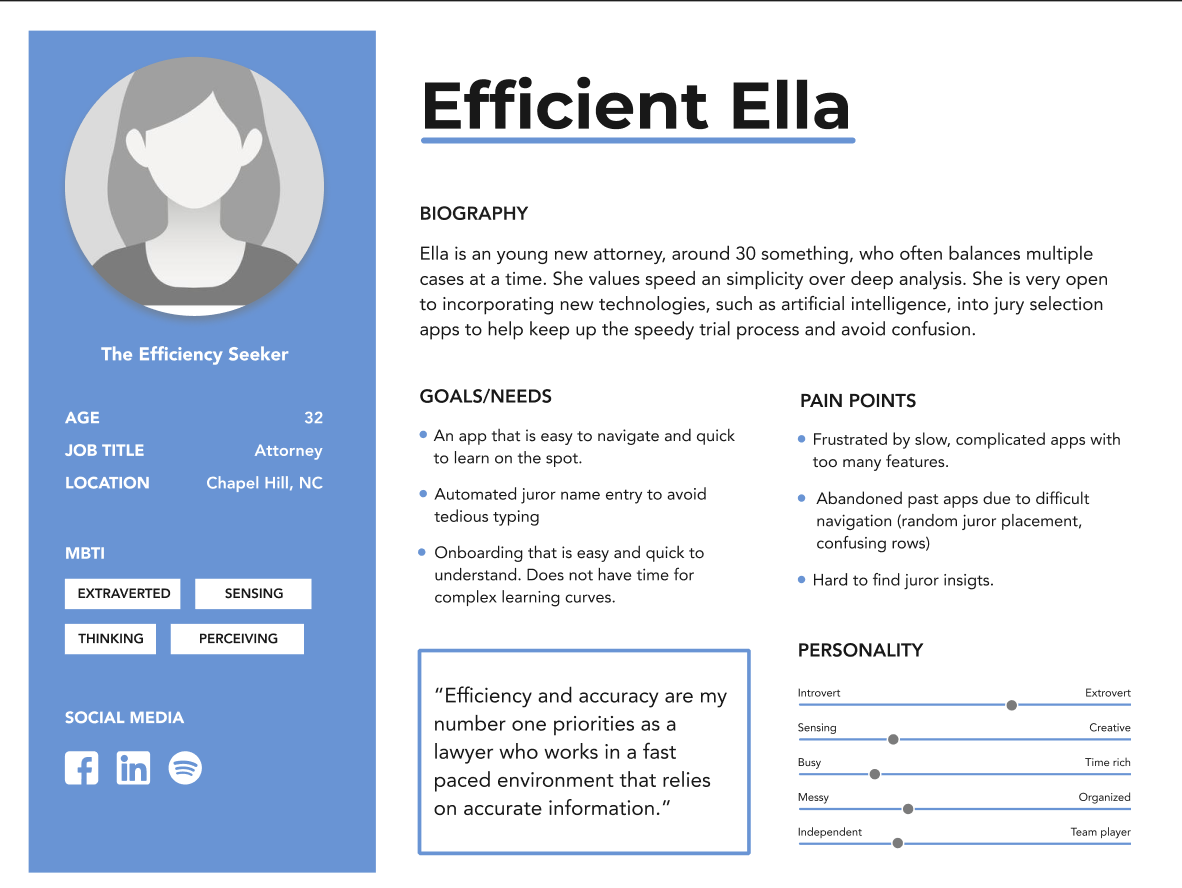 Efficient Ella
The Efficiency Seeker
AGE 32
JOB TITLE Attorney
LOCATION Chapel Hill, NC
MBTI
EXTRAVERTED SENSING
THINKING PERCEIVING
SOCIAL MEDIA
in
BIOGRAPHY
Ella is an young new attorney, around 30 something, who often balances multiple
cases at a time. She values speed an simplicity over deep analysis. She is very open
to incorporating new technologies, such as artificial intelligence, into jury selection
apps to help keep up the speedy trial process and avoid confusion.
GOALS/NEEDS
An app that is easy to navigate and quick
to learn on the spot.
Automated juror name entry to avoid
tedious typing
Onboarding that is easy and quick to
understand. Does not have time for
complex learning curves.
PAIN POINTS
Frustrated by slow, complicated apps with
too many features.
Abandoned past apps due to difficult
navigation (random juror placement,
confusing rows)
Hard to find juror insigts.
“Efficiency and accuracy are my
number one priorities as a
lawyer who works in a fast
paced environment that relies
on accurate information.”
PERSONALITY
Introvert Extrovert
Sensing Creative
Busy Time rich
Messy Organized
Independent Team player